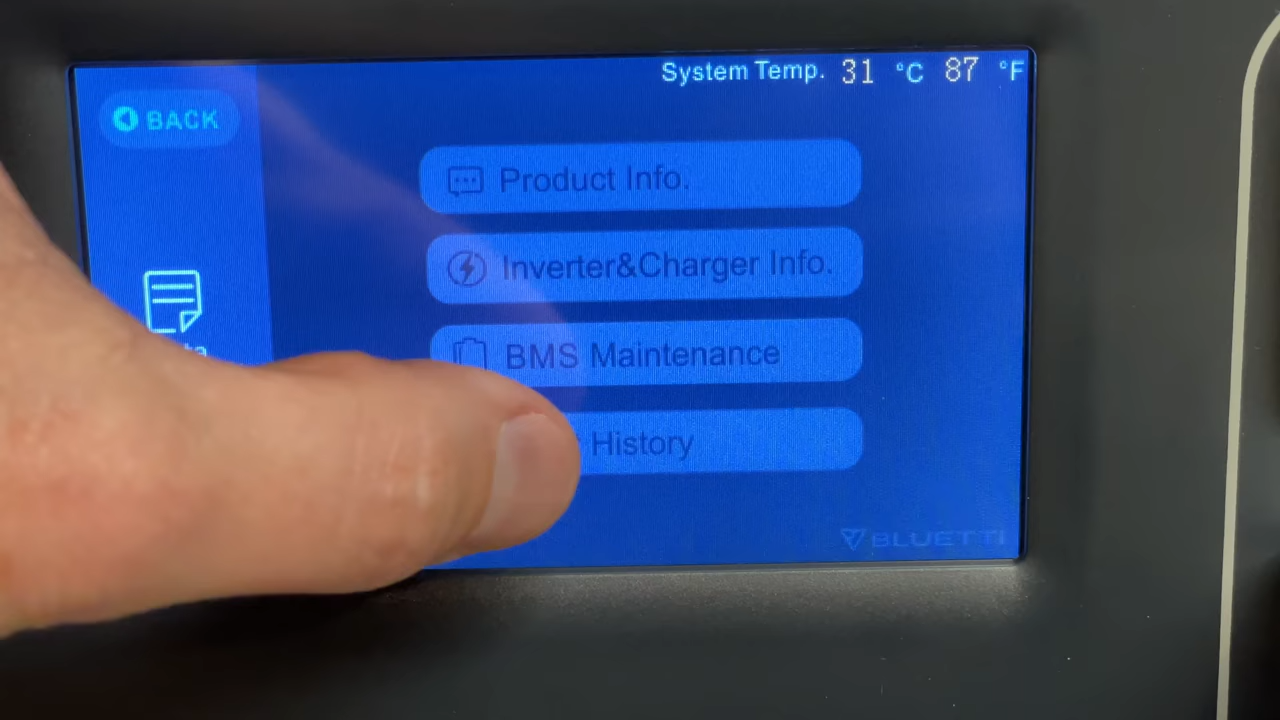 System Temp. 31 °C 87 °F
BACK
Product Info.
Inverter&Charger Info.
BMS Maintenance
History
BLUETTI